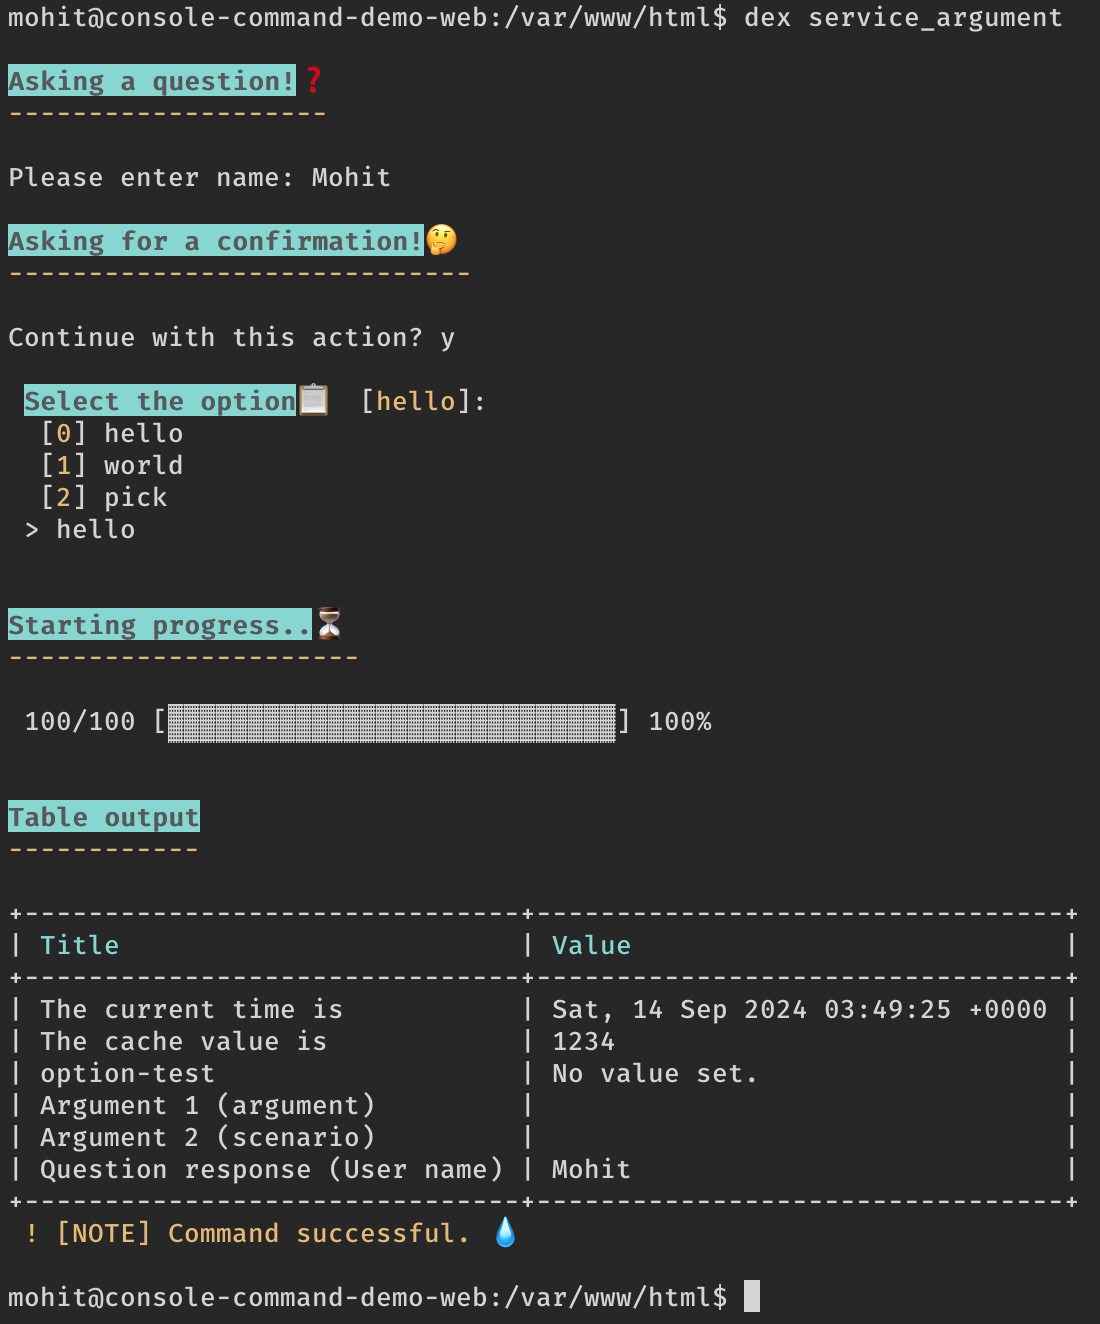 mohit@console-command-demo-web:/var/www/html$ dex service_argument
Asking a question!❓
--------------------
Please enter name: Mohit
Asking for a confirmation!🤔
-----------------------------
Continue with this action? y
Select the option📋 [hello]:
[0] hello
[1] world
[2] pick
> hello
Starting progress..⏳
----------------------
100/100 [▓▓▓▓▓▓▓▓▓▓▓▓▓▓▓▓▓▓▓▓▓▓▓▓▓▓▓▓] 100%
Table output
------------
+-------------------------------+---------------------------------+
| Title                         | Value                           |
+-------------------------------+---------------------------------+
| The current time is           | Sat, 14 Sep 2024 03:49:25 +0000 |
| The cache value is            | 1234                            |
| option-test                   | No value set.                   |
| Argument 1 (argument)         |                                 |
| Argument 2 (scenario)         |                                 |
| Question response (User name) | Mohit                           |
+-------------------------------+---------------------------------+
! [NOTE] Command successful. 💧
mohit@console-command-demo-web:/var/www/html$